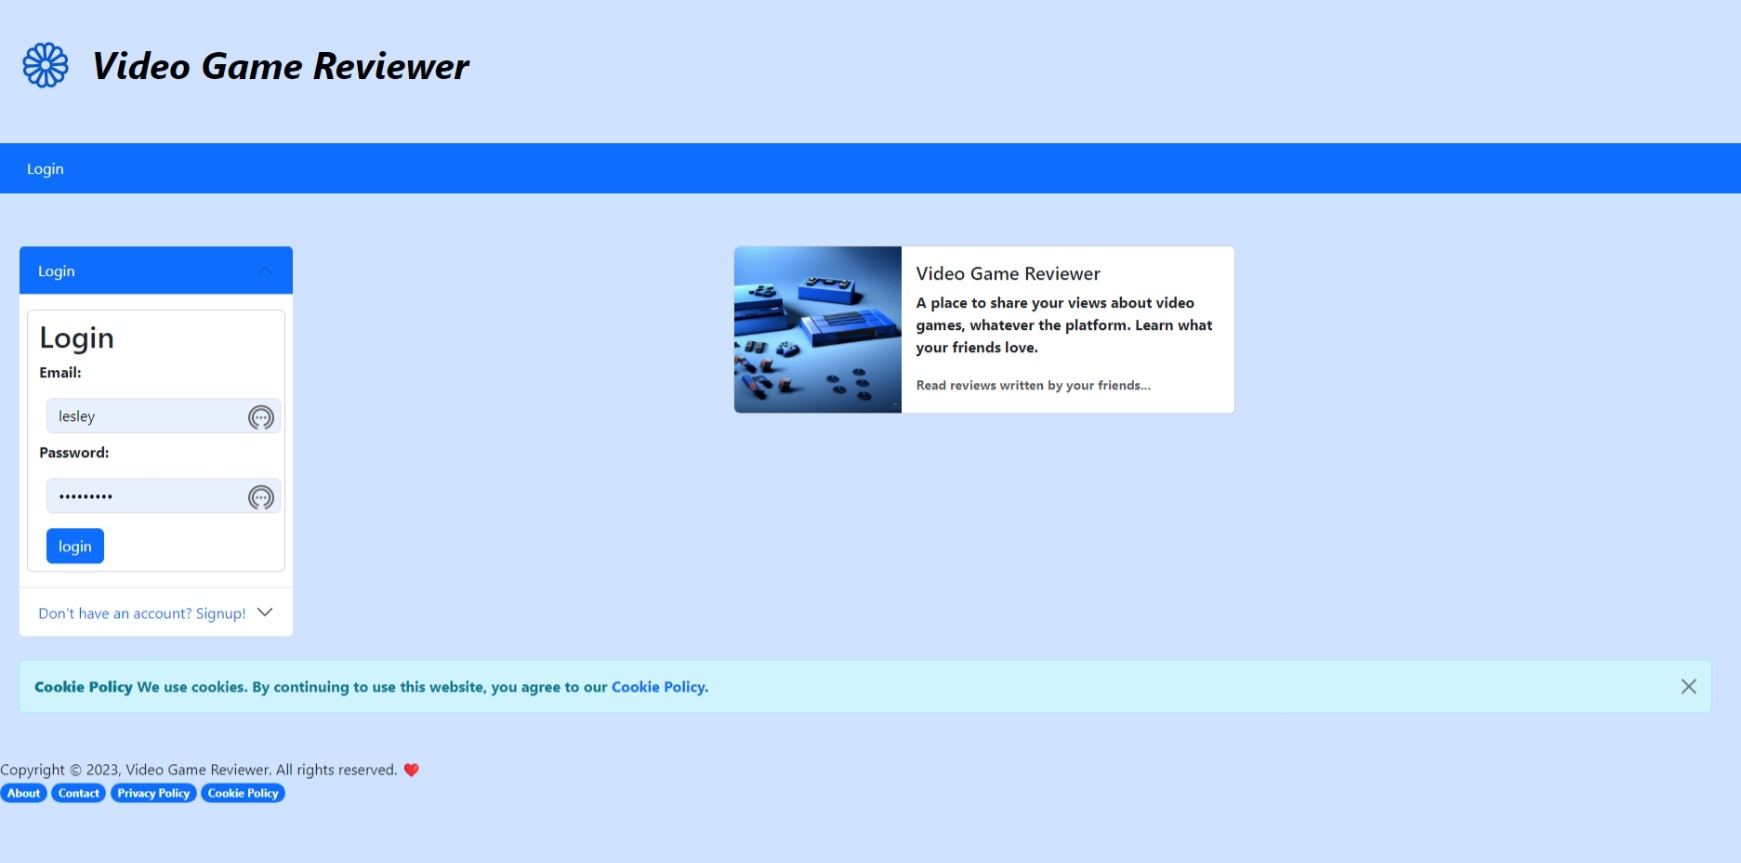 Video Game Reviewer
Login
Login
Login
Email:
lesley
Password:
•••••••••
login
Don't have an account? Signup!
Video Game Reviewer
A place to share your views about video
games, whatever the platform. Learn what
your friends love.
Read reviews written by your friends...
Cookie Policy We use cookies. By continuing to use this website, you agree to our Cookie Policy.
Copyright © 2023, Video Game Reviewer. All rights reserved. ❤️
About Contact Privacy Policy Cookie Policy